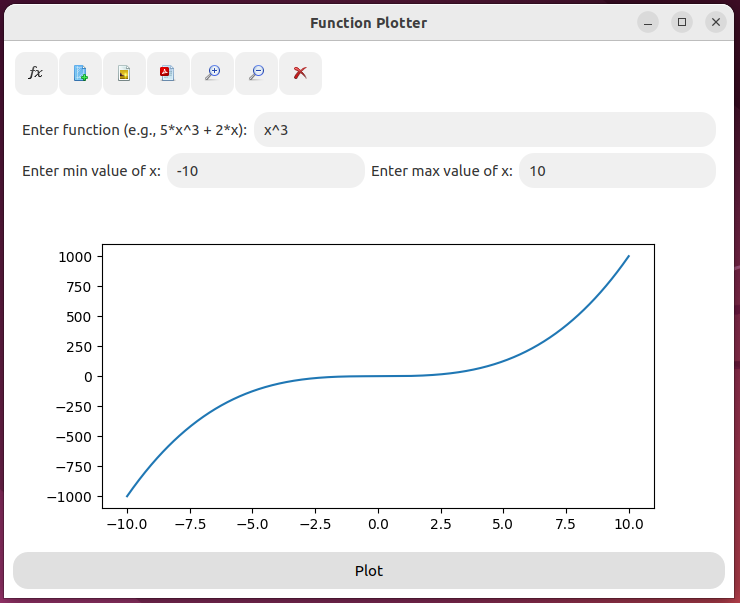 Function Plotter
fx
Enter function (e.g., 5*x^3 + 2*x): x^3
Enter min value of x: -10 Enter max value of x: 10
1000
750
500
250
0
−250
−500
−750
−1000
−10.0 −7.5 −5.0 −2.5 0.0 2.5 5.0 7.5 10.0
Plot